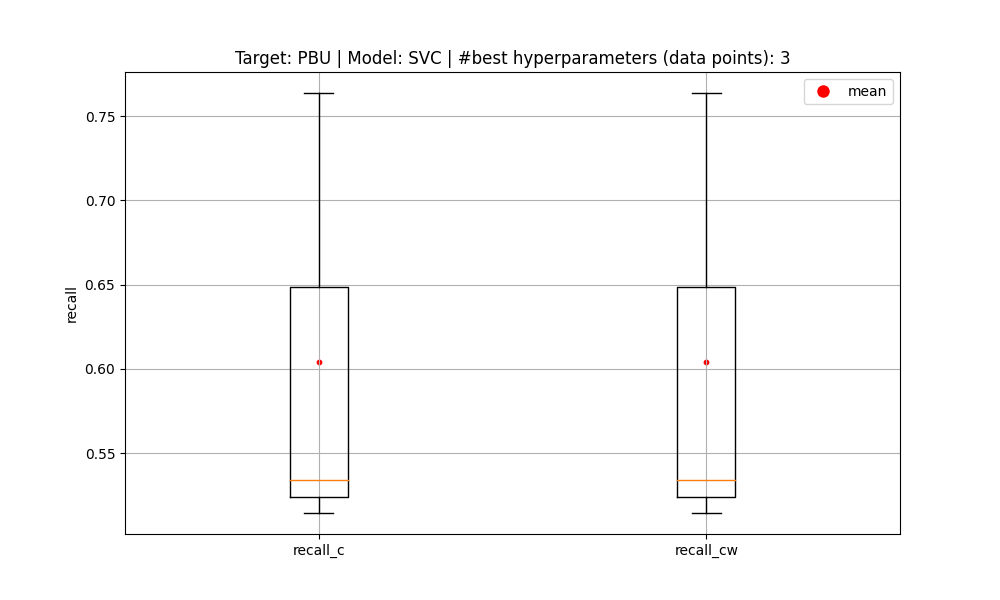 Target: PBU | Model: SVC | #best hyperparameters (data points): 3
mean
0.75
0.70
0.65
0.60
0.55
recall
recall_c
recall_cw